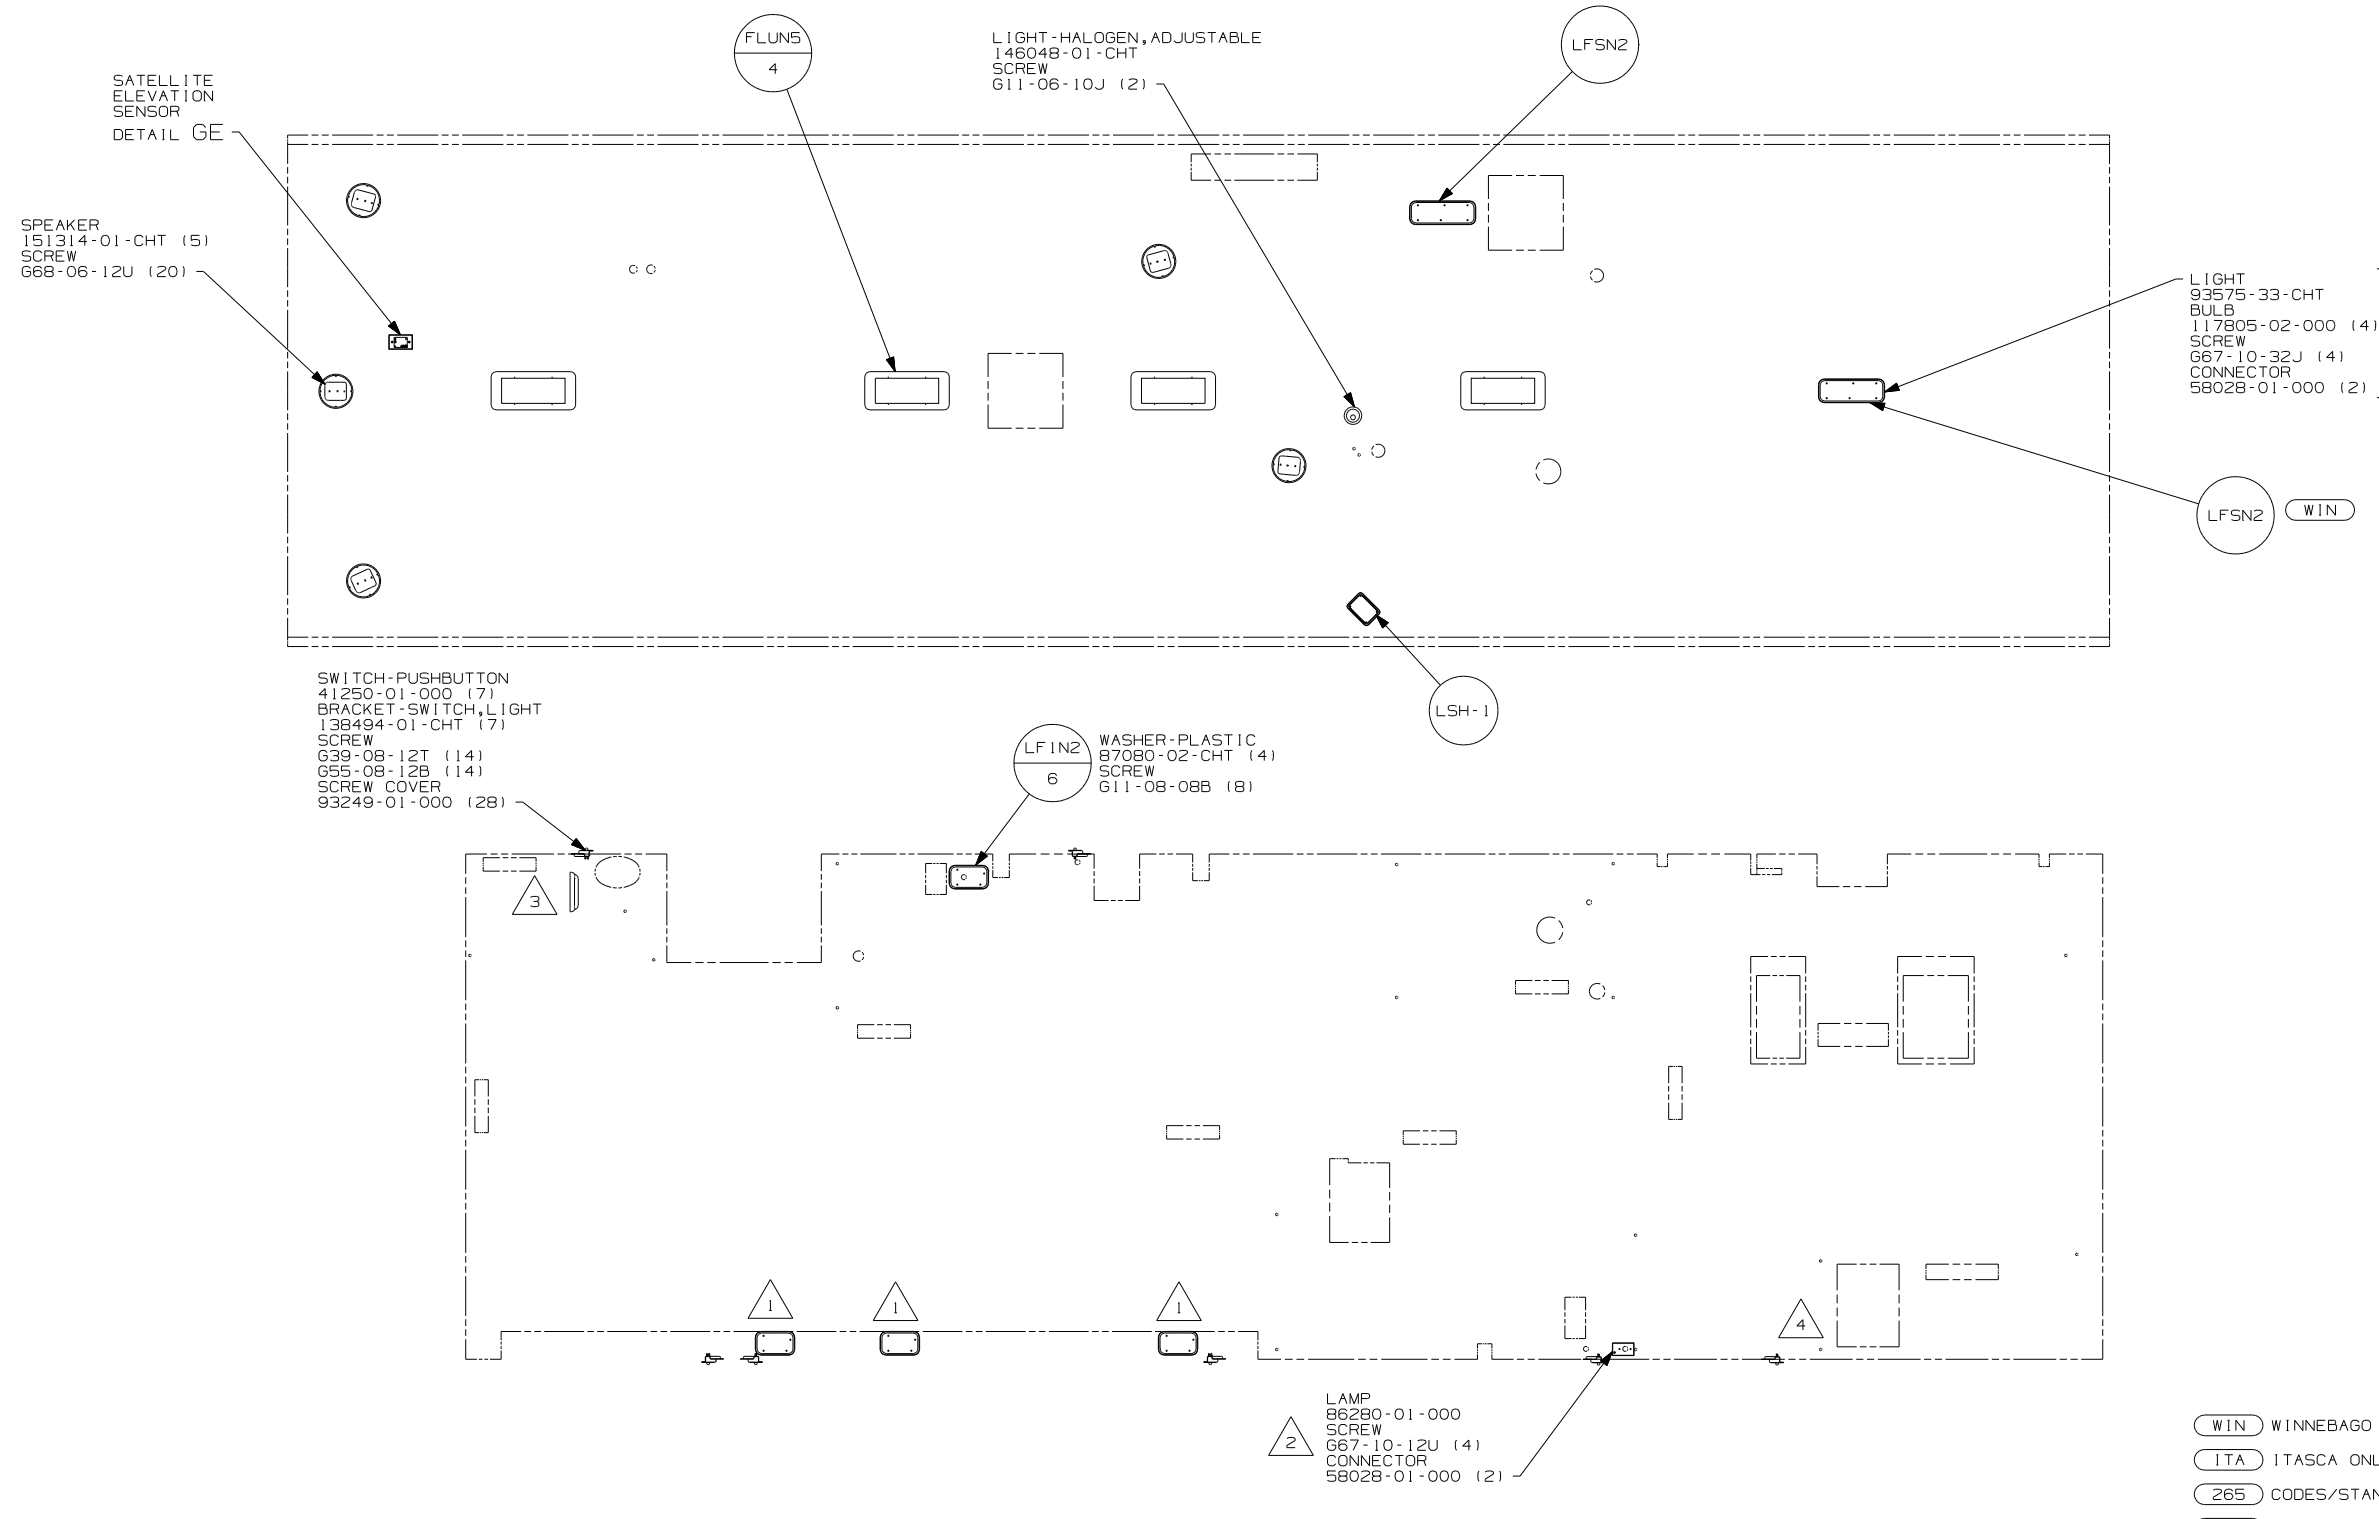 FLUN5
4
LIGHT-HALOGEN,ADJUSTABLE
146048-01-CHT
SCREW
G11-06-10J (2)
LFSN2
SATELLITE
ELEVATION
SENSOR
DETAIL GE
SPEAKER
151314-01-CHT (5)
SCREW
G68-06-12U (20)
LIGHT
93575-33-CHT
BULB
117805-02-000 (4)
SCREW
G67-10-32J (4)
CONNECTOR
58028-01-000 (2)
LFSN2
WIN
SWITCH-PUSHBUTTON
41250-01-000 (7)
BRACKET-SWITCH,LIGHT
138494-01-CHT (7)
SCREW
G39-08-12T (14)
G55-08-12B (14)
SCREW COVER
93249-01-000 (28)
LSH-1
LF1N2
6
WASHER-PLASTIC
87080-02-CHT (4)
SCREW
G11-08-08B (8)
3
1
1
1
4
2
LAMP
86280-01-000
SCREW
G67-10-12U (4)
CONNECTOR
58028-01-000 (2)
WIN WINNEBAGO
ITA ITASCA ONL
265 CODES/STAN